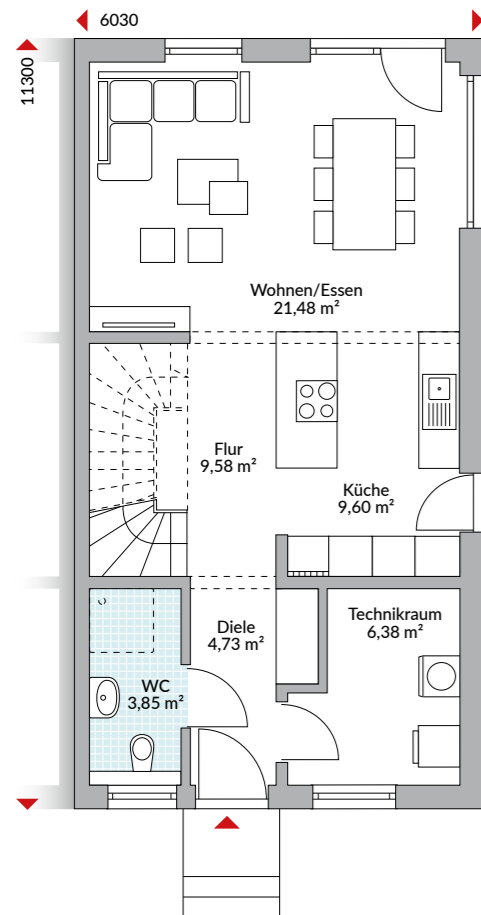 6030
11300
Wohnen/Essen
21,48 m²
Flur
9,58 m²
Küche
9,60 m²
Diele
4,73 m²
Technikraum
6,38 m²
WC
3,85 m²